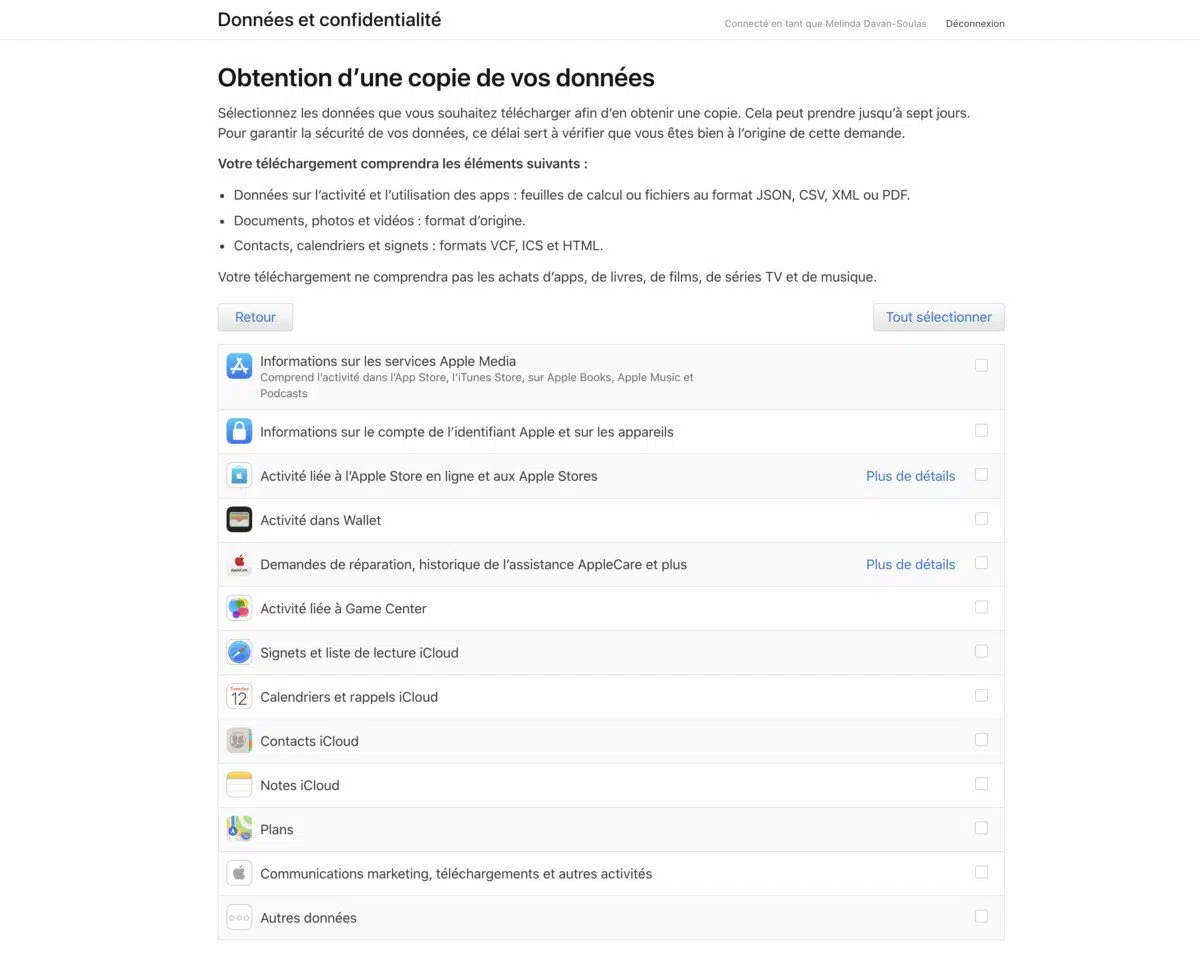 Données et confidentialité
Connecté en tant que Melinda Davan-Soulas
Déconnexion
Obtention d’une copie de vos données
Sélectionnez les données que vous souhaitez télécharger afin d’en obtenir une copie. Cela peut prendre jusqu’à sept jours.
Pour garantir la sécurité de vos données, ce délai sert à vérifier que vous êtes bien à l’origine de cette demande.
Votre téléchargement comprendra les éléments suivants :
• Données sur l’activité et l’utilisation des apps : feuilles de calcul ou fichiers au format JSON, CSV, XML ou PDF.
• Documents, photos et vidéos : format d’origine.
• Contacts, calendriers et signets : formats VCF, ICS et HTML.
Votre téléchargement ne comprendra pas les achats d’apps, de livres, de films, de séries TV et de musique.
Retour
Tout sélectionner
Informations sur les services Apple Media
Comprend l’activité dans l’App Store, l’iTunes Store, sur Apple Books, Apple Music et
Podcasts
Informations sur le compte de l’identifiant Apple et sur les appareils
Activité liée à l’Apple Store en ligne et aux Apple Stores
Plus de détails
Activité dans Wallet
AppleCare
Demandes de réparation, historique de l’assistance AppleCare et plus
Plus de détails
Activité liée à Game Center
Signets et liste de lecture iCloud
Tuesday
12
Calendriers et rappels iCloud
Contacts iCloud
Notes iCloud
Plans
Communications marketing, téléchargements et autres activités
Autres données